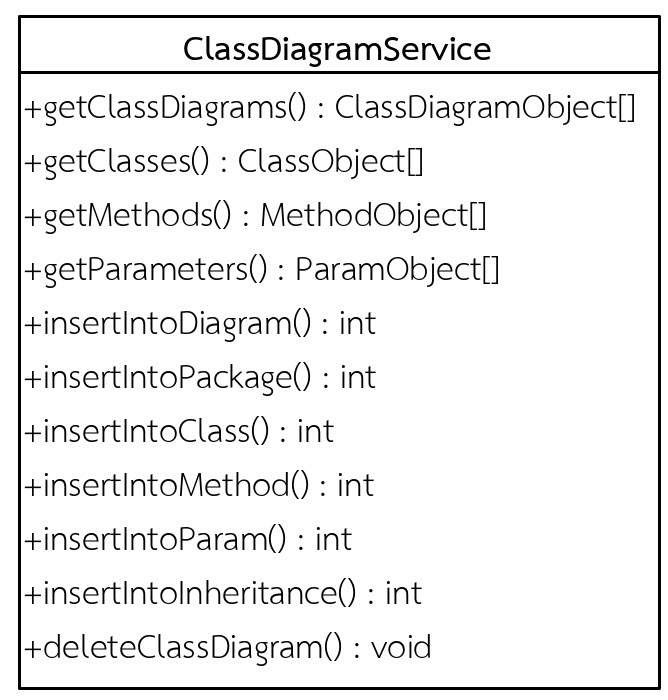 ClassDiagramService
+getClassDiagrams() : ClassDiagramObject[]
+getClasses() : ClassObject[]
+getMethods() : MethodObject[]
+getParameters() : ParamObject[]
+insertIntoDiagram() : int
+insertIntoPackage() : int
+insertIntoClass() : int
+insertIntoMethod() : int
+insertIntoParam() : int
+insertIntoInheritance() : int
+deleteClassDiagram() : void